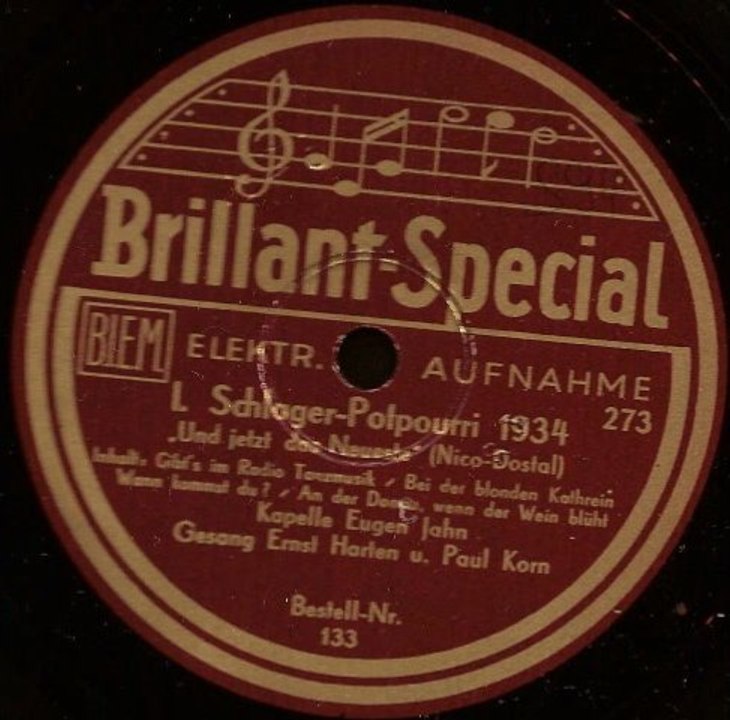 Brillant-Special
BIEM
ELEKTR. AUFNAHME
I. Schlager-Potpourri 1934 273
„Und jetzt das Neueste" (Nico-Dostal)
Inhalt: Gibt's im Radio Tanzmusik / Bei der blonden Kathrein
Wann kommst du? / An der Donau, wenn der Wein blüht
Kapelle Eugen Jahn
Gesang Ernst Harten u. Paul Korn
Bestell-Nr.
133